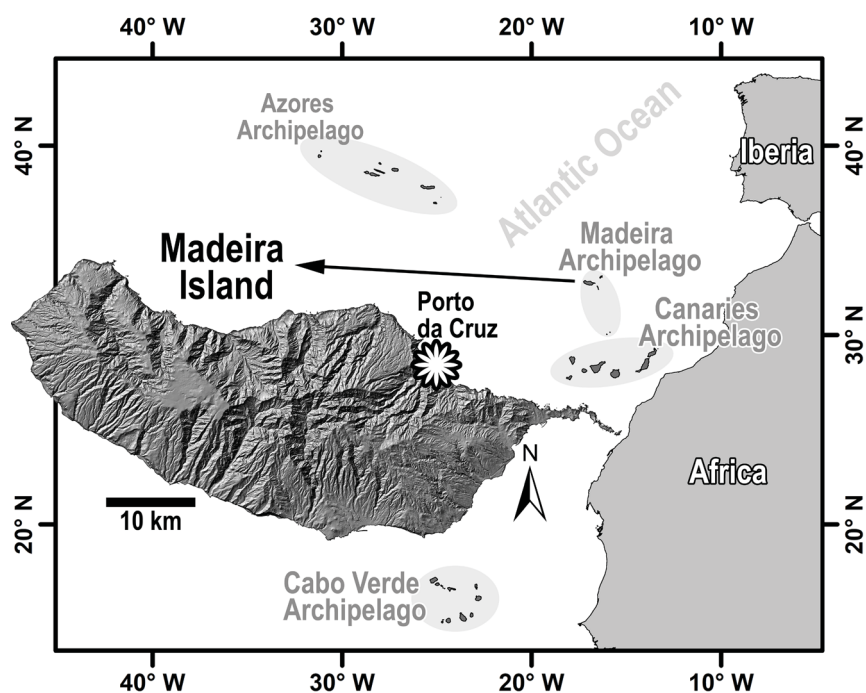 40° W 30° W 20° W 10° W
Azores
Archipelago
Atlantic Ocean
40° N
Iberia
40° N
Madeira
Island
Madeira
Archipelago
Porto
da Cruz
Canaries
Archipelago
30° N
N
Africa
10 km
20° N
20° N
Cabo Verde
Archipelago
40° W 30° W 20° W 10° W